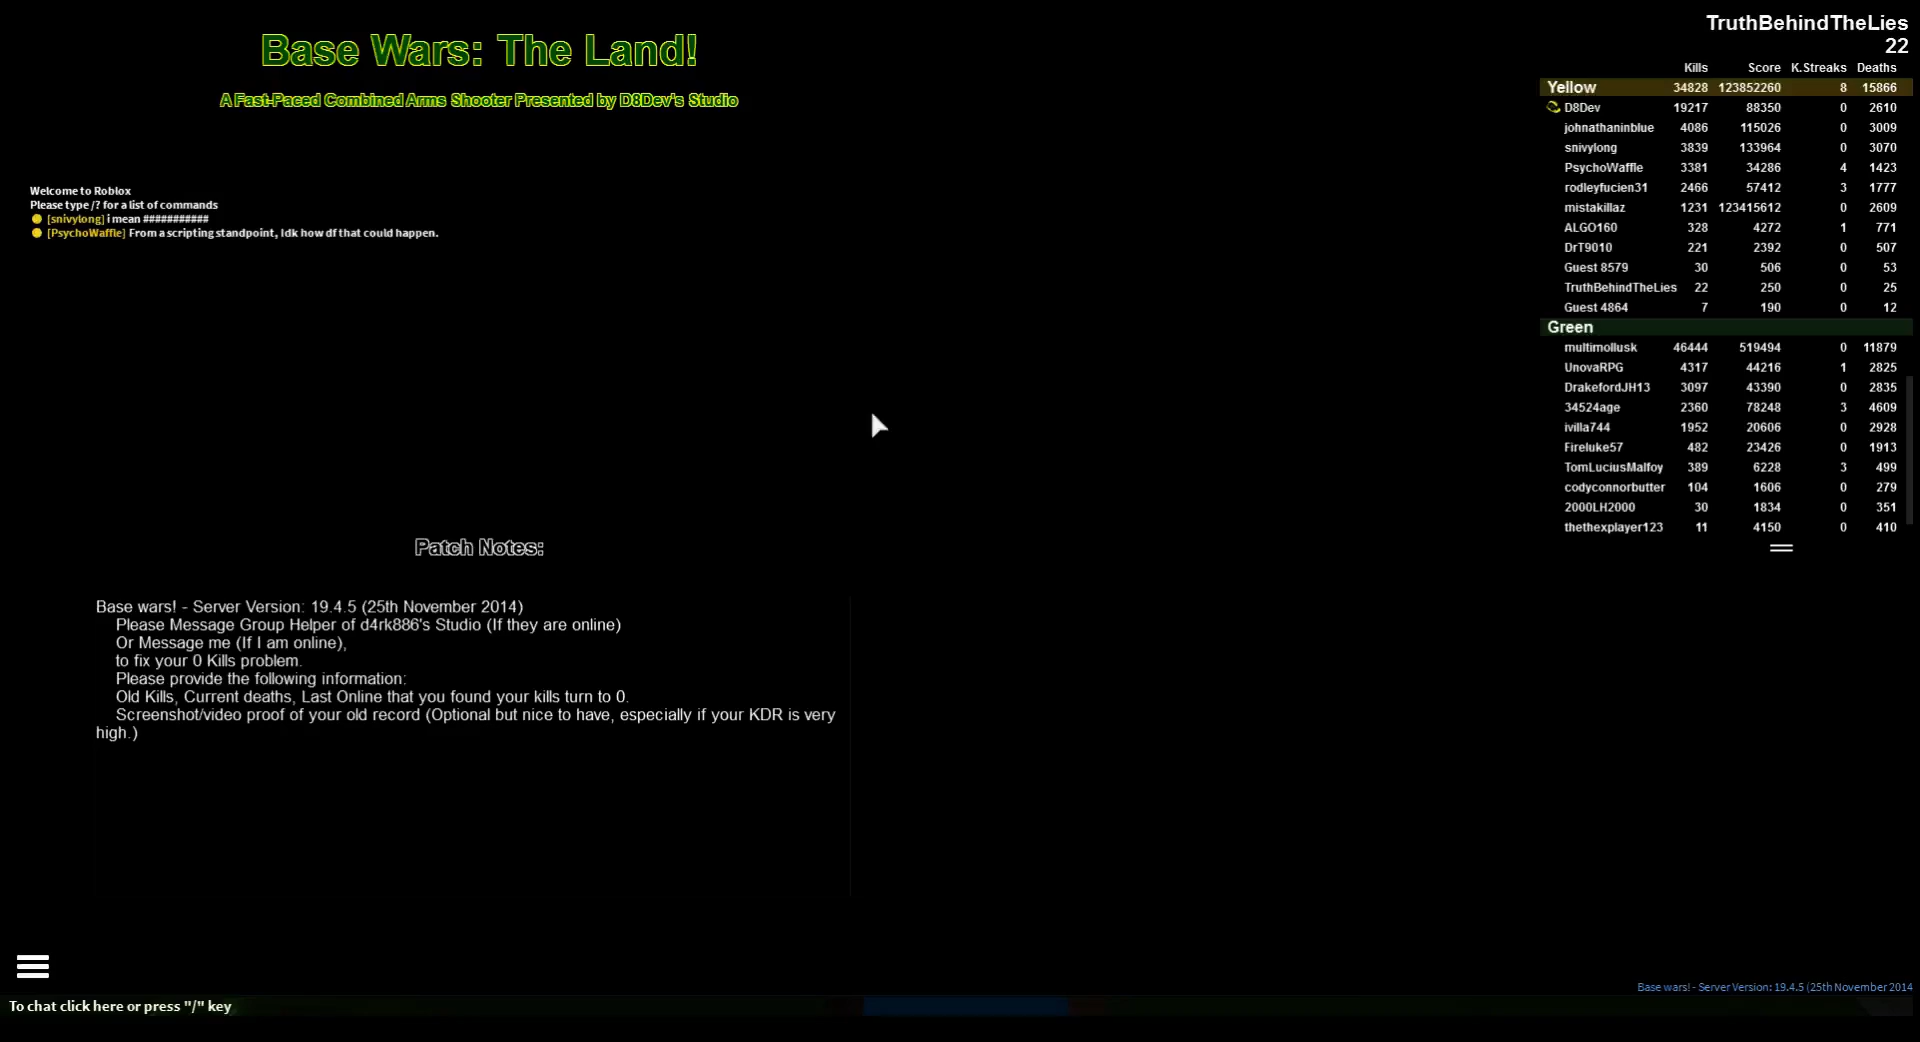 Base Wars: The Land!
A Fast-Paced Combined Arms Shooter Presented by D8Dev's Studio
Welcome to Roblox
Please type /? for a list of commands
[snivylong] i mean ###########
[PsychoWaffle] From a scripting standpoint, Idk how df that could happen.
TruthBehindTheLies
22
Kills Score K.Streaks Deaths
Yellow 34828 123852260 8 15866
D8Dev 19217 88350 0 2610
johnathaninblue 4086 115026 0 3009
snivylong 3839 133964 0 3070
PsychoWaffle 3381 34286 4 1423
rodleyfucien31 2466 57412 3 1777
mistakillaz 1231 123415612 0 2609
ALGO160 328 4272 1 771
DrT9010 221 2392 0 507
Guest 8579 30 506 0 53
TruthBehindTheLies 22 250 0 25
Guest 4864 7 190 0 12
Green
multimollusk 46444 519494 0 11879
UnovaRPG 4317 44216 1 2825
DrakefordJH13 3097 43390 0 2835
34524age 2360 78248 3 4609
ivilla744 1952 20606 0 2928
Fireluke57 482 23426 0 1913
TomLuciusMalfoy 389 6228 3 499
codyconnorbutter 104 1606 0 279
2000LH2000 30 1834 0 351
thethexplayer123 11 4150 0 410
Patch Notes:
Base wars! - Server Version: 19.4.5 (25th November 2014)
Please Message Group Helper of d4rk886's Studio (If they are online)
Or Message me (If I am online),
to fix your 0 Kills problem.
Please provide the following information:
Old Kills, Current deaths, Last Online that you found your kills turn to 0.
Screenshot/video proof of your old record (Optional but nice to have, especially if your KDR is very
high.)
Base wars! - Server Version: 19.4.5 (25th November 2014
To chat click here or press "/" key